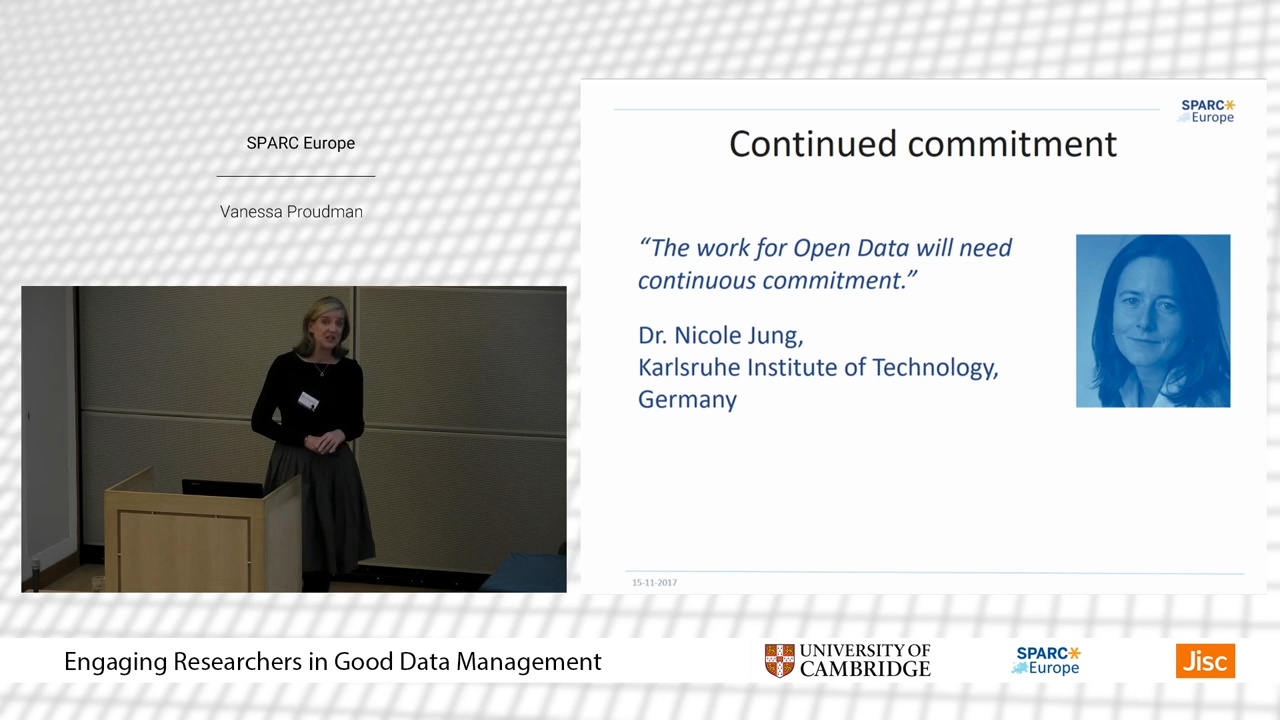 SPARC Europe
Vanessa Proudman
SPARC
Europe
Continued commitment
“The work for Open Data will need
continuous commitment.”
Dr. Nicole Jung,
Karlsruhe Institute of Technology,
Germany
15-11-2017
Engaging Researchers in Good Data Management
UNIVERSITY OF
CAMBRIDGE
SPARC
Europe
Jisc